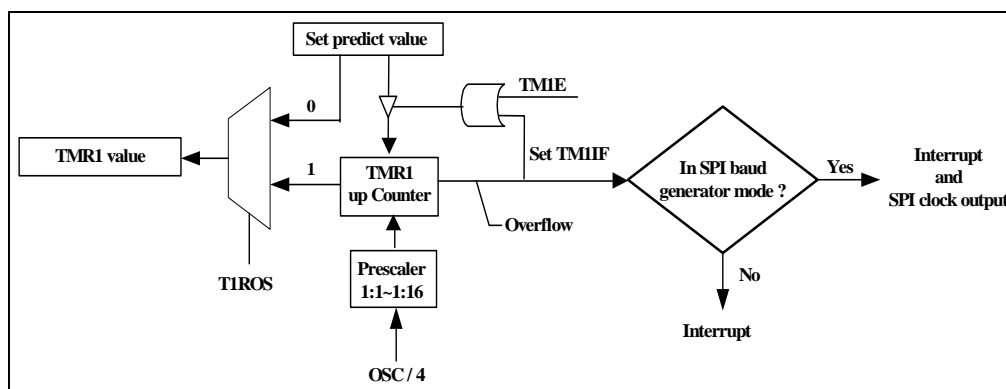 Set predict value
TM1E
0
TMR1 value
1
TMR1
up Counter
Set TM1IF
In SPI baud
generator mode ?
Yes
Interrupt
and
SPI clock output
Overflow
T1ROS
Prescaler
1:1~1:16
No
Interrupt
OSC / 4